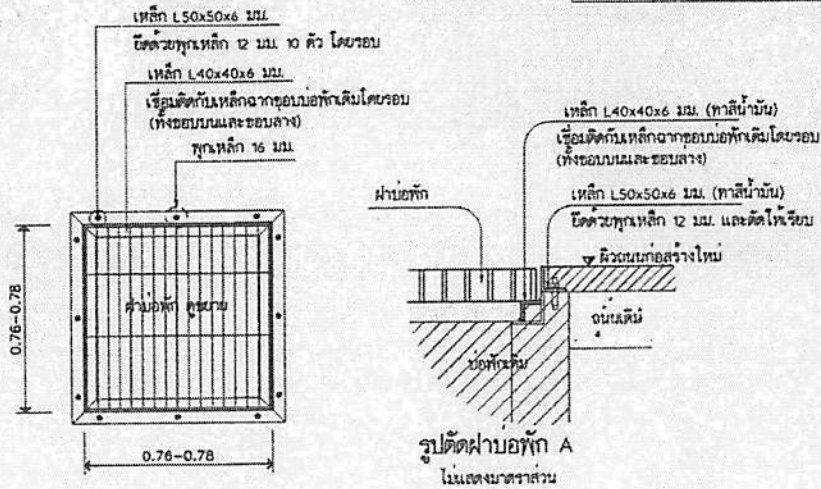 เหล็ก L50x50x6 มม.
ยึดด้วยพุกเหล็ก 12 มม. 10 ตัว โดยรอบ
เหล็ก L40x40x6 มม.
เชื่อมติดกับเหล็กฉากขอบบ่อพักเดิมโดยรอบ
(ทั้งขอบบนและขอบล่าง)
พุกเหล็ก 16 มม.
ฝาบ่อพัก ดูขยาย
0.76-0.78
0.76-0.78
เหล็ก L40x40x6 มม. (ทาสีน้ำมัน)
เชื่อมติดกับเหล็กฉากขอบบ่อพักเดิมโดยรอบ
(ทั้งขอบบนและขอบล่าง)
เหล็ก L50x50x6 มม. (ทาสีน้ำมัน)
ยึดด้วยพุกเหล็ก 12 มม. และตัดให้เรียบ
ฝาบ่อพัก
ผิวถนนก่อสร้างใหม่
ถนนเดิม
บ่อพักเดิม
รูปตัดฝาบ่อพัก A
ไม่แสดงมาตราส่วน